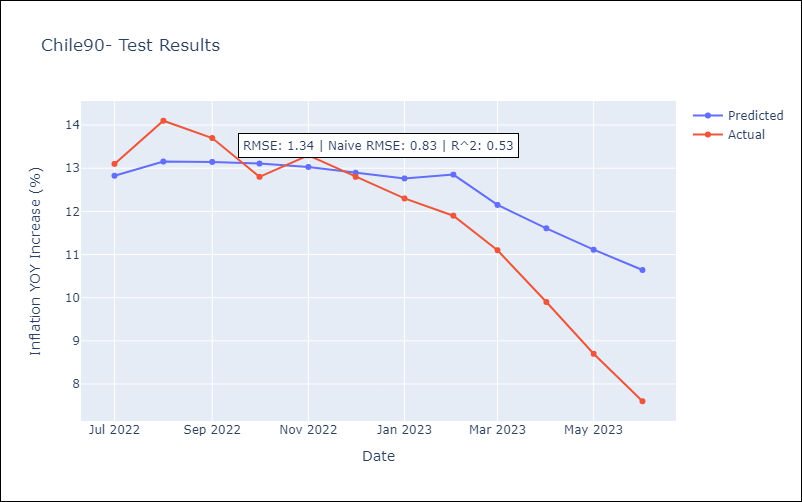 Chile90- Test Results
Predicted
Actual
RMSE: 1.34 | Naive RMSE: 0.83 | R^2: 0.53
Inflation YOY Increase (%)
14
13
12
11
10
9
8
Jul 2022
Sep 2022
Nov 2022
Jan 2023
Mar 2023
May 2023
Date